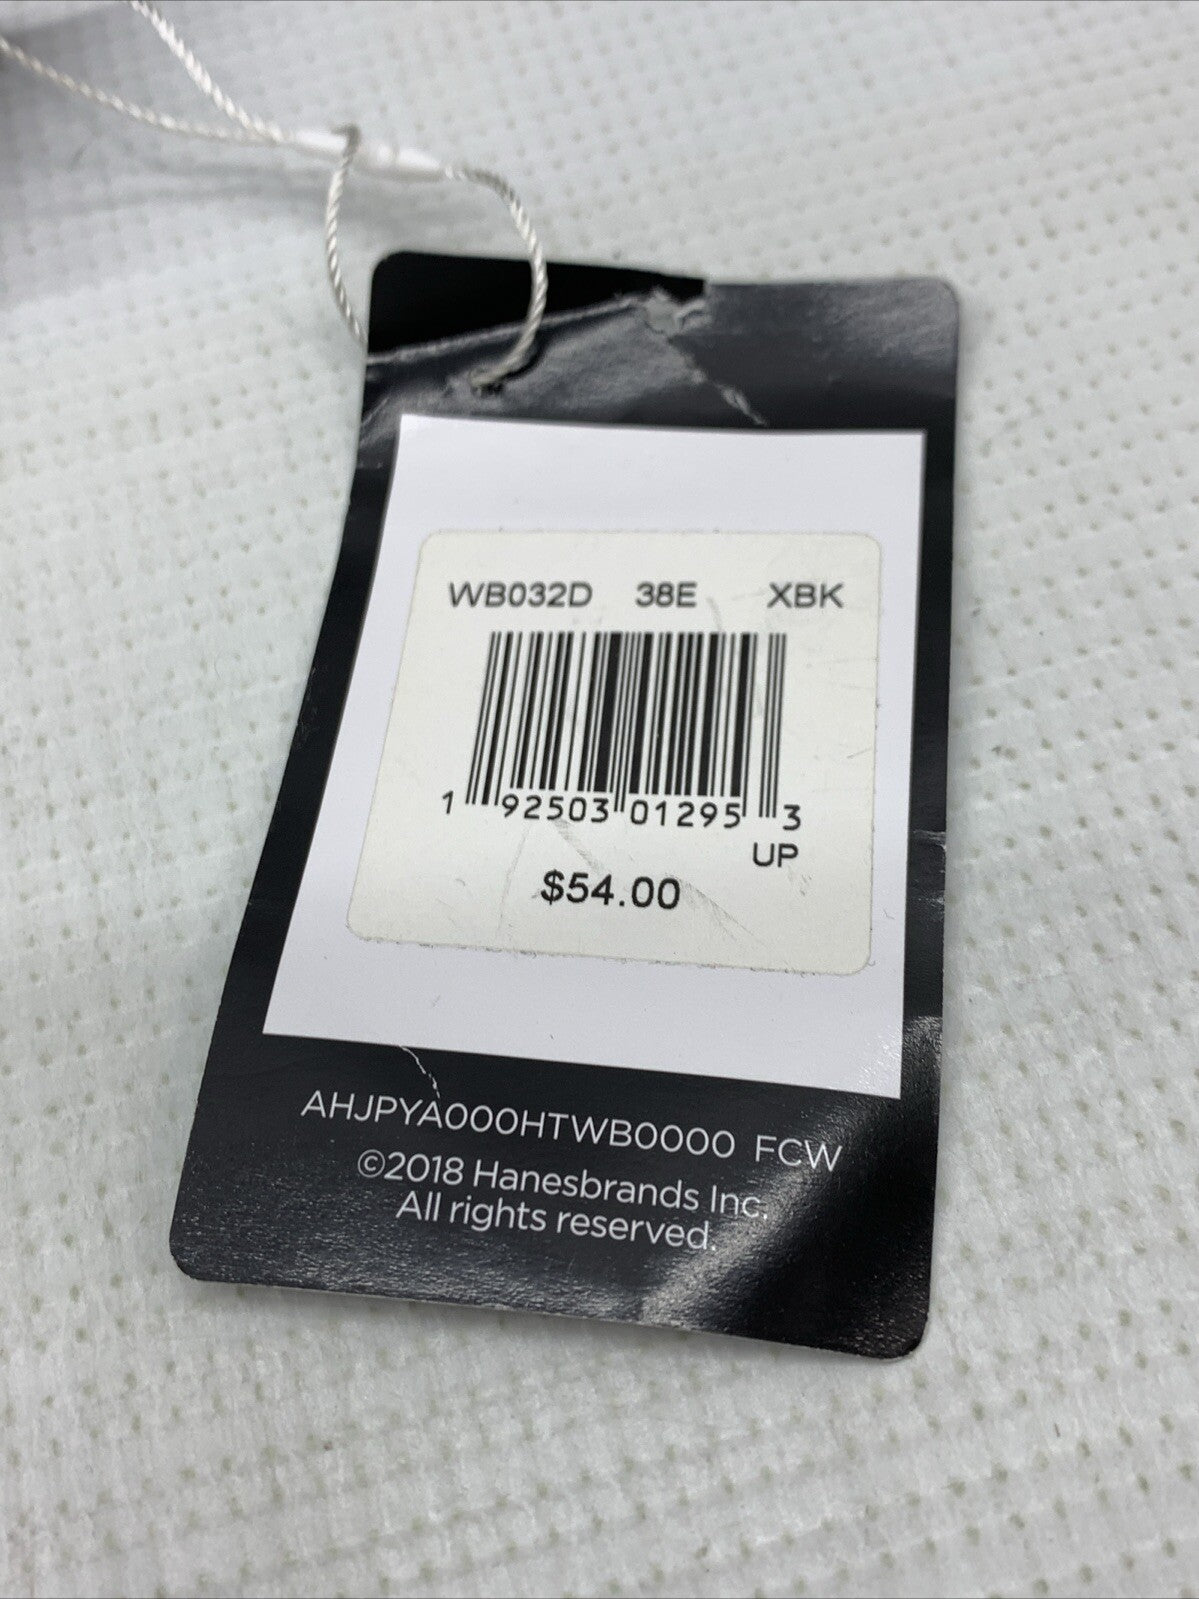 WB032D 38E XBK
1 92503 01295 3
UP
$54.00
AHJPYA000HTWB0000 FCW
©2018 Hanesbrands Inc.
All rights reserved.